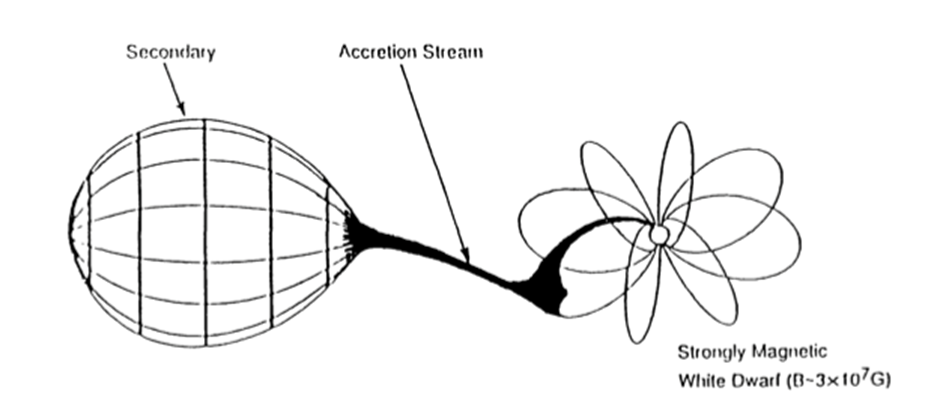 Secondary
Accretion Stream
Strongly Magnetic
White Dwarf (B~3×10⁷G)